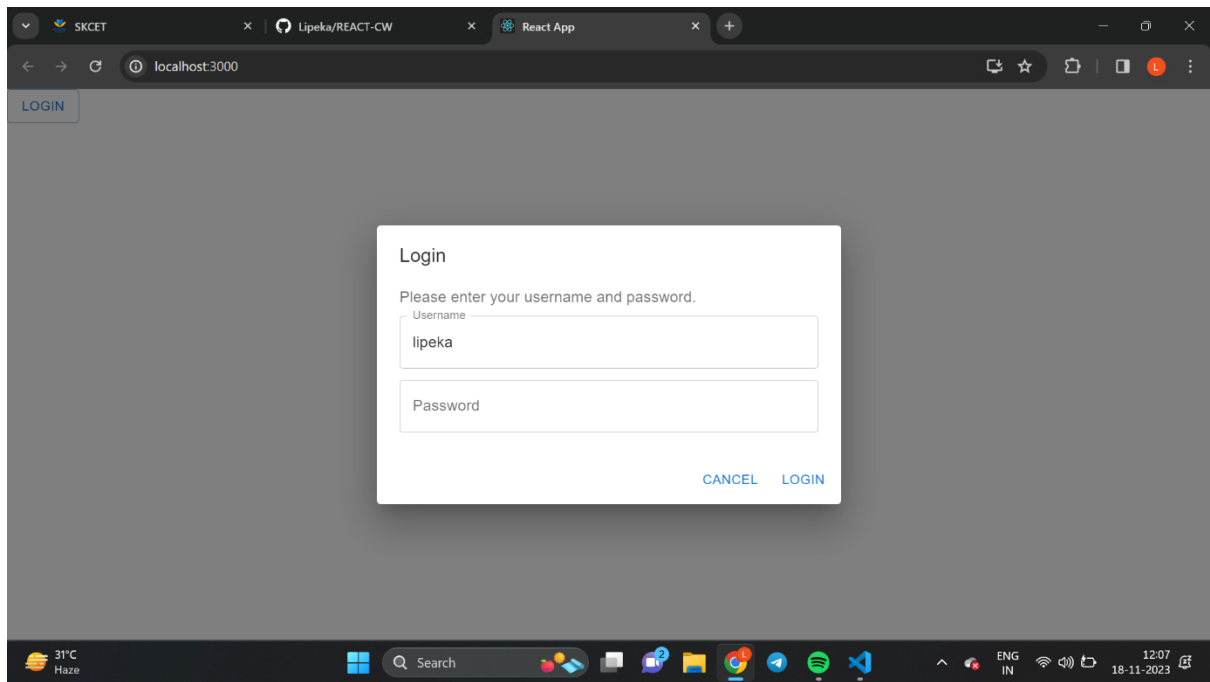 SKCET
Lipeka/REACT-CW
React App
localhost:3000
L
LOGIN
Login
Please enter your username and password.
Username
lipeka
Password
CANCEL LOGIN
31°C
Haze
Search
2
L
ENG
IN
12:07
18-11-2023